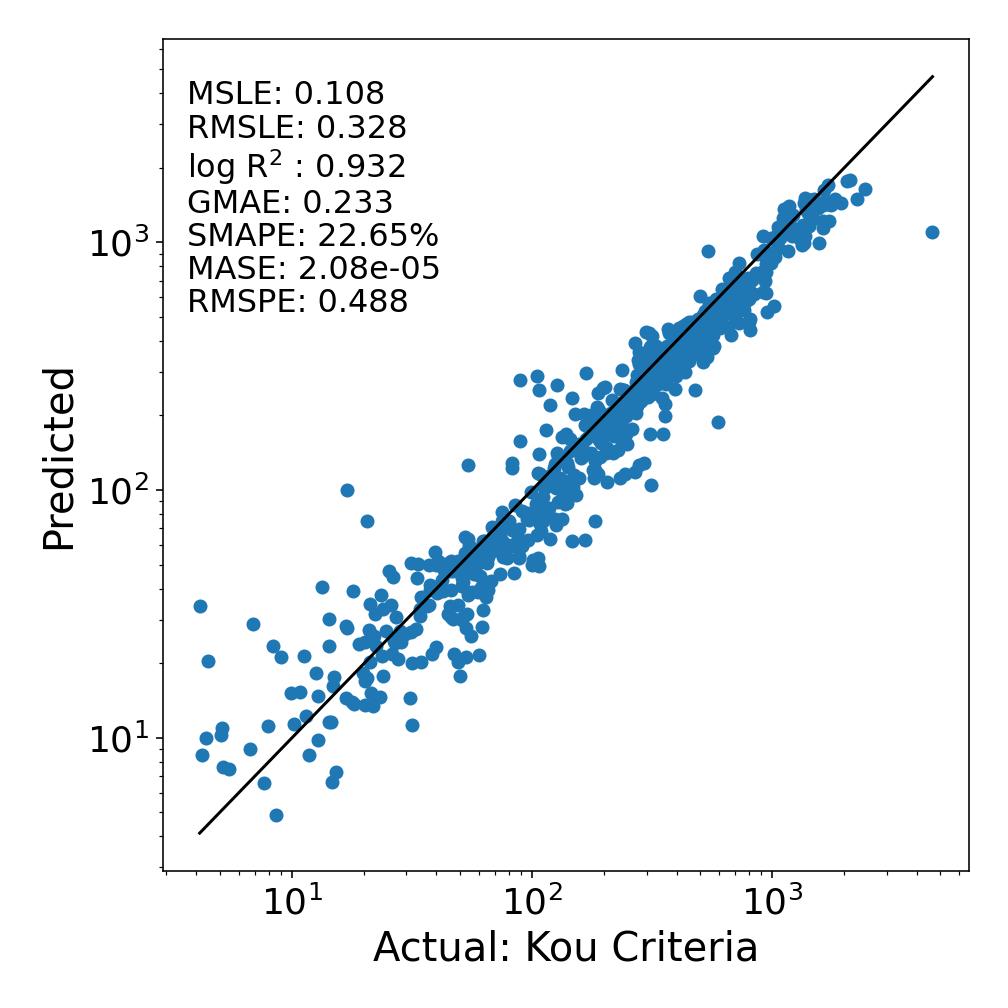 MSLE: 0.108
RMSLE: 0.328
log R² : 0.932
GMAE: 0.233
SMAPE: 22.65%
MASE: 2.08e-05
RMSPE: 0.488
Predicted
10³
10²
10¹
10¹ 10² 10³
Actual: Kou Criteria